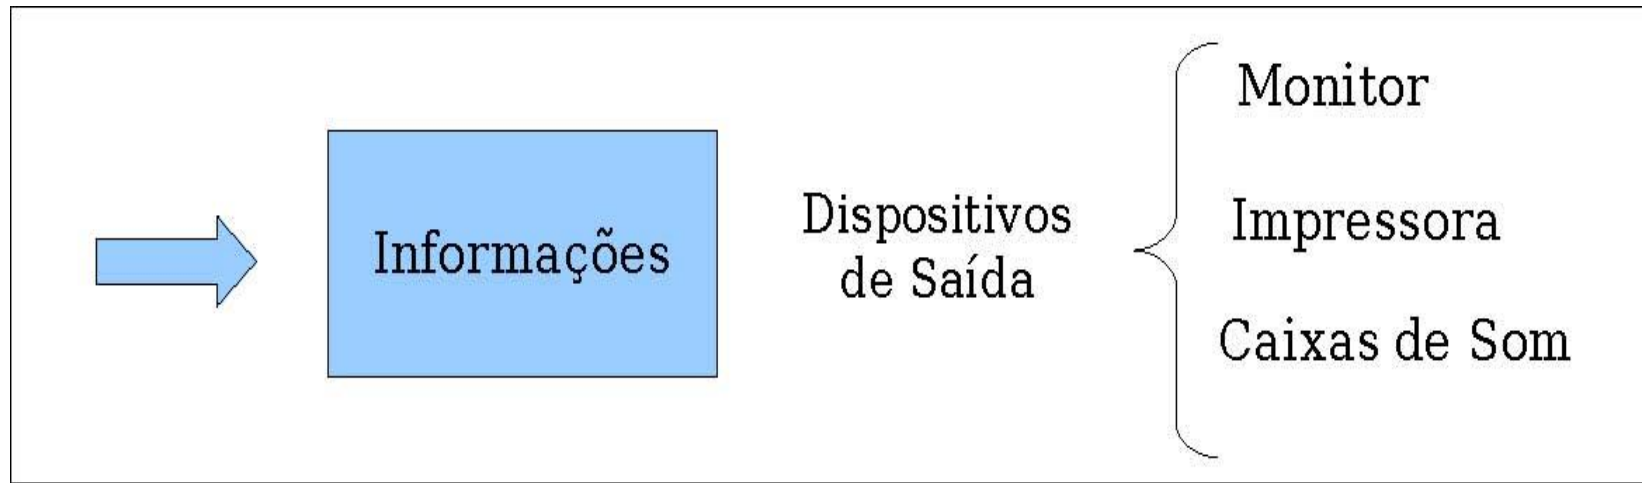 Informações
Dispositivos
de Saída
Monitor
Impressora
Caixas de Som